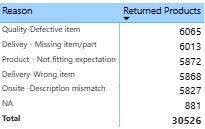 Reason Returned Products
Quality-Defective item 6065
Delivey - Missing item/part 6013
Product - Not fitting expectation 5872
Delivery-Wrong item 5868
Onsite -Description mismatch 5827
NA 881
Total 30526